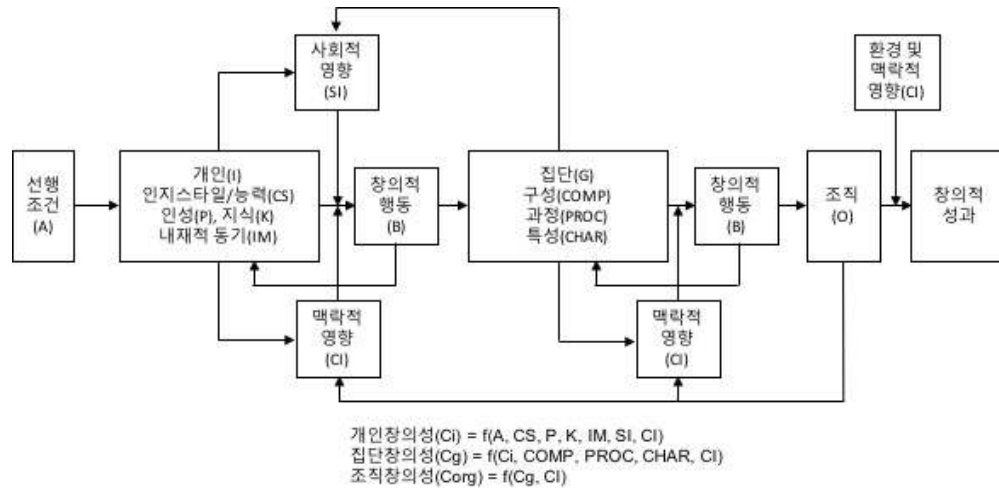 사회적
영향
(SI)
환경 및
맥락적
영향(CI)
선행
조건
(A)
개인(I)
인지스타일/능력(CS)
인성(P), 지식(K)
내재적 동기(IM)
창의적
행동
(B)
집단(G)
구성(COMP)
과정(PROC)
특성(CHAR)
창의적
행동
(B)
조직
(O)
창의적
성과
맥락적
영향
(CI)
맥락적
영향
(CI)
개인창의성(Ci) = f(A, CS, P, K, IM, SI, CI)
집단창의성(Cg) = f(Ci, COMP, PROC, CHAR, CI)
조직창의성(Corg) = f(Cg, CI)